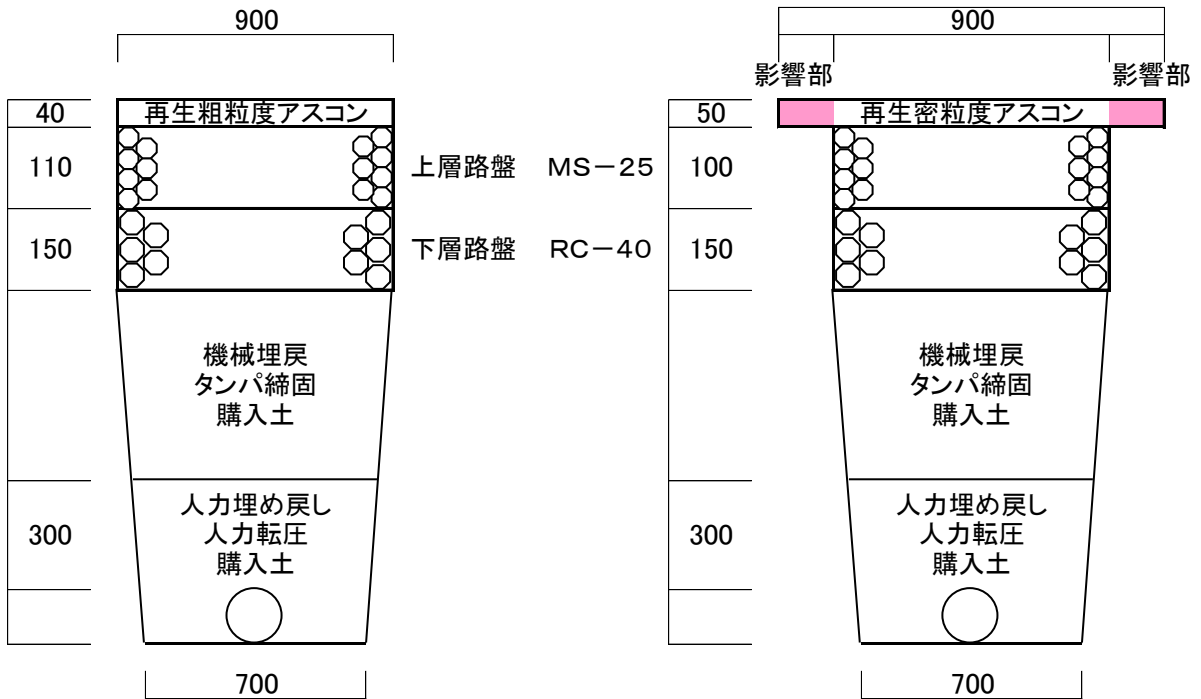 900
900
影響部
影響部
40
再生粗粒度アスコン
50
再生密粒度アスコン
110
上層路盤 MS－25
100
150
下層路盤 RC－40
150
機械埋戻
タンパ締固
購入土
機械埋戻
タンパ締固
購入土
300
人力埋め戻し
人力転圧
購入土
300
人力埋め戻し
人力転圧
購入土
700
700